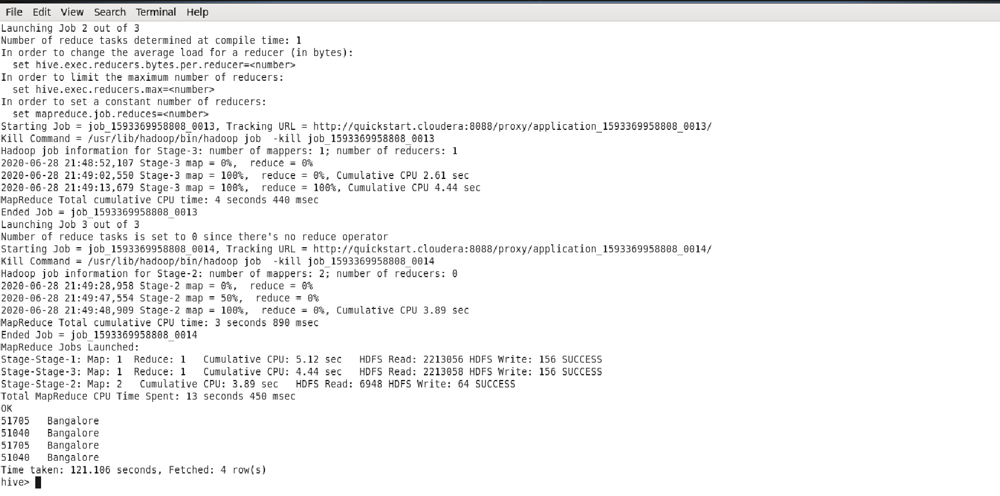 File Edit View Search Terminal Help
Launching Job 2 out of 3
Number of reduce tasks determined at compile time: 1
In order to change the average load for a reducer (in bytes):
  set hive.exec.reducers.bytes.per.reducer=<number>
In order to limit the maximum number of reducers:
  set hive.exec.reducers.max=<number>
In order to set a constant number of reducers:
  set mapreduce.job.reduces=<number>
Starting Job = job_1593369958808_0013, Tracking URL = http://quickstart.cloudera:8088/proxy/application_1593369958808_0013/
Kill Command = /usr/lib/hadoop/bin/hadoop job  -kill job_1593369958808_0013
Hadoop job information for Stage-3: number of mappers: 1; number of reducers: 1
2020-06-28 21:48:52,107 Stage-3 map = 0%,  reduce = 0%
2020-06-28 21:49:02,550 Stage-3 map = 100%,  reduce = 0%, Cumulative CPU 2.61 sec
2020-06-28 21:49:13,679 Stage-3 map = 100%,  reduce = 100%, Cumulative CPU 4.44 sec
MapReduce Total cumulative CPU time: 4 seconds 440 msec
Ended Job = job_1593369958808_0013
Launching Job 3 out of 3
Number of reduce tasks is set to 0 since there's no reduce operator
Starting Job = job_1593369958808_0014, Tracking URL = http://quickstart.cloudera:8088/proxy/application_1593369958808_0014/
Kill Command = /usr/lib/hadoop/bin/hadoop job  -kill job_1593369958808_0014
Hadoop job information for Stage-2: number of mappers: 2; number of reducers: 0
2020-06-28 21:49:28,958 Stage-2 map = 0%,  reduce = 0%
2020-06-28 21:49:47,554 Stage-2 map = 50%,  reduce = 0%
2020-06-28 21:49:48,909 Stage-2 map = 100%,  reduce = 0%, Cumulative CPU 3.89 sec
MapReduce Total cumulative CPU time: 3 seconds 890 msec
Ended Job = job_1593369958808_0014
MapReduce Jobs Launched:
Stage-Stage-1: Map: 1  Reduce: 1   Cumulative CPU: 5.12 sec   HDFS Read: 2213056 HDFS Write: 156 SUCCESS
Stage-Stage-3: Map: 1  Reduce: 1   Cumulative CPU: 4.44 sec   HDFS Read: 2213058 HDFS Write: 156 SUCCESS
Stage-Stage-2: Map: 2   Cumulative CPU: 3.89 sec   HDFS Read: 6948 HDFS Write: 64 SUCCESS
Total MapReduce CPU Time Spent: 13 seconds 450 msec
OK
51705   Bangalore
51040   Bangalore
51705   Bangalore
51040   Bangalore
Time taken: 121.106 seconds, Fetched: 4 row(s)
hive>